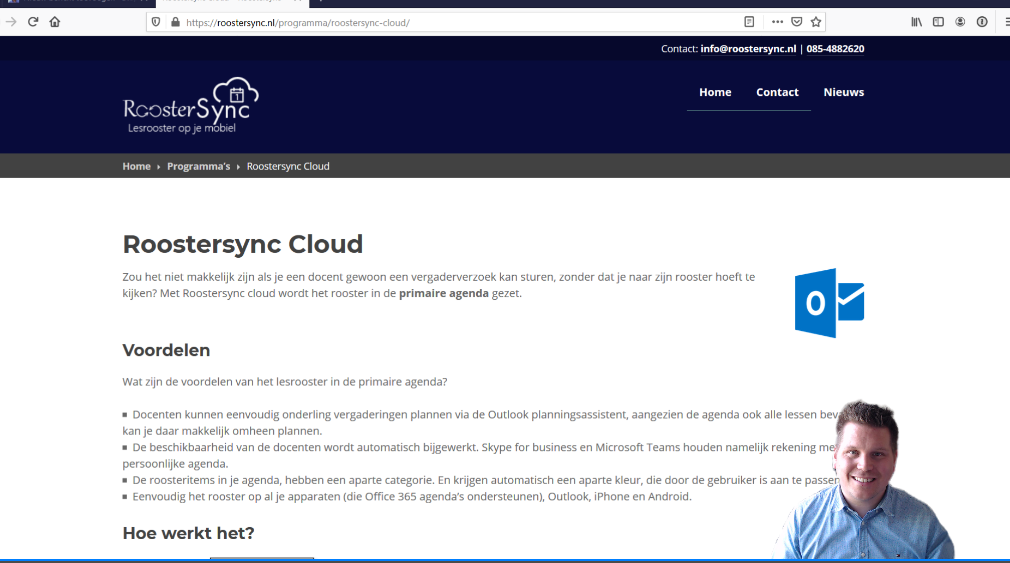 https://roostersync.nl/programma/roostersync-cloud/
Contact: info@roostersync.nl | 085-4882620
RoosterSync
Lesrooster op je mobiel
Home Contact Nieuws
Home Programma's Roostersync Cloud
Roostersync Cloud
Zou het niet makkelijk zijn als je een docent gewoon een vergaderverzoek kan sturen, zonder dat je naar zijn rooster hoeft te
kijken? Met Roostersync cloud wordt het rooster in de primaire agenda gezet.
Voordelen
Wat zijn de voordelen van het lesrooster in de primaire agenda?
Docenten kunnen eenvoudig onderling vergaderingen plannen via de Outlook planningsassistent, aangezien de agenda ook alle lessen
kan je daar makkelijk omheen plannen.
De beschikbaarheid van de docenten wordt automatisch bijgewerkt. Skype for business en Microsoft Teams houden namelijk rekening
persoonlijke agenda.
De roosteritems in je agenda, hebben een aparte categorie. En krijgen automatisch een aparte kleur, die door de gebruiker is aan te passen
Eenvoudig het rooster op al je apparaten (die Office 365 agenda's ondersteunen), Outlook, iPhone en Android.
Hoe werkt het?